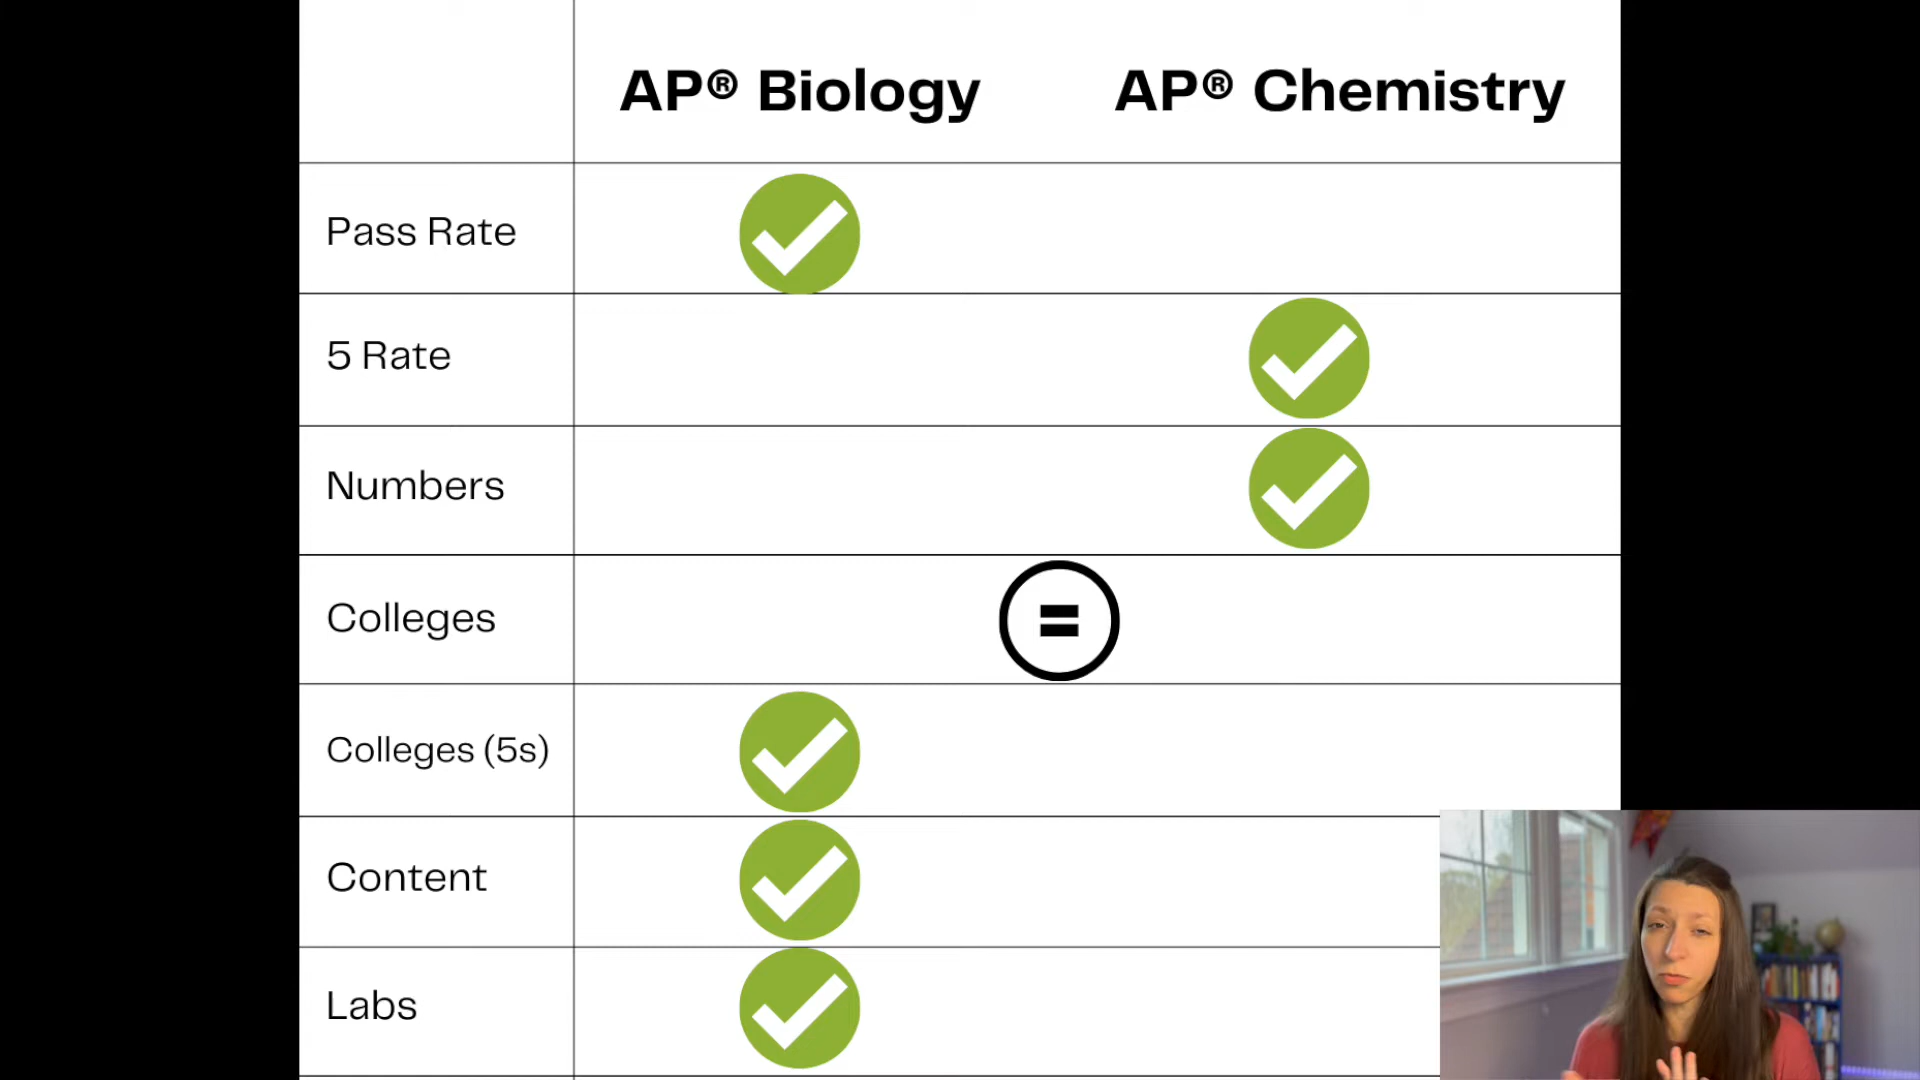 AP® Biology AP® Chemistry
Pass Rate
5 Rate
Numbers
Colleges
=
Colleges (5s)
Content
Labs